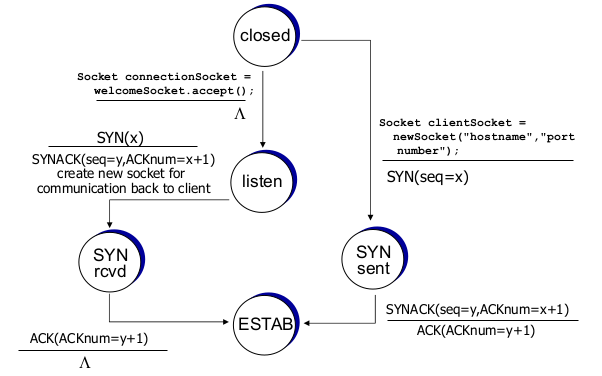 closed
Socket connectionSocket =
welcomeSocket.accept();
Λ
Socket clientSocket =
newSocket("hostname","port
number");
SYN(seq=x)
SYN(x)
SYNACK(seq=y,ACKnum=x+1)
create new socket for
communication back to client
listen
SYN
rcvd
SYN
sent
ESTAB
SYNACK(seq=y,ACKnum=x+1)
ACK(ACKnum=y+1)
ACK(ACKnum=y+1)
Λ